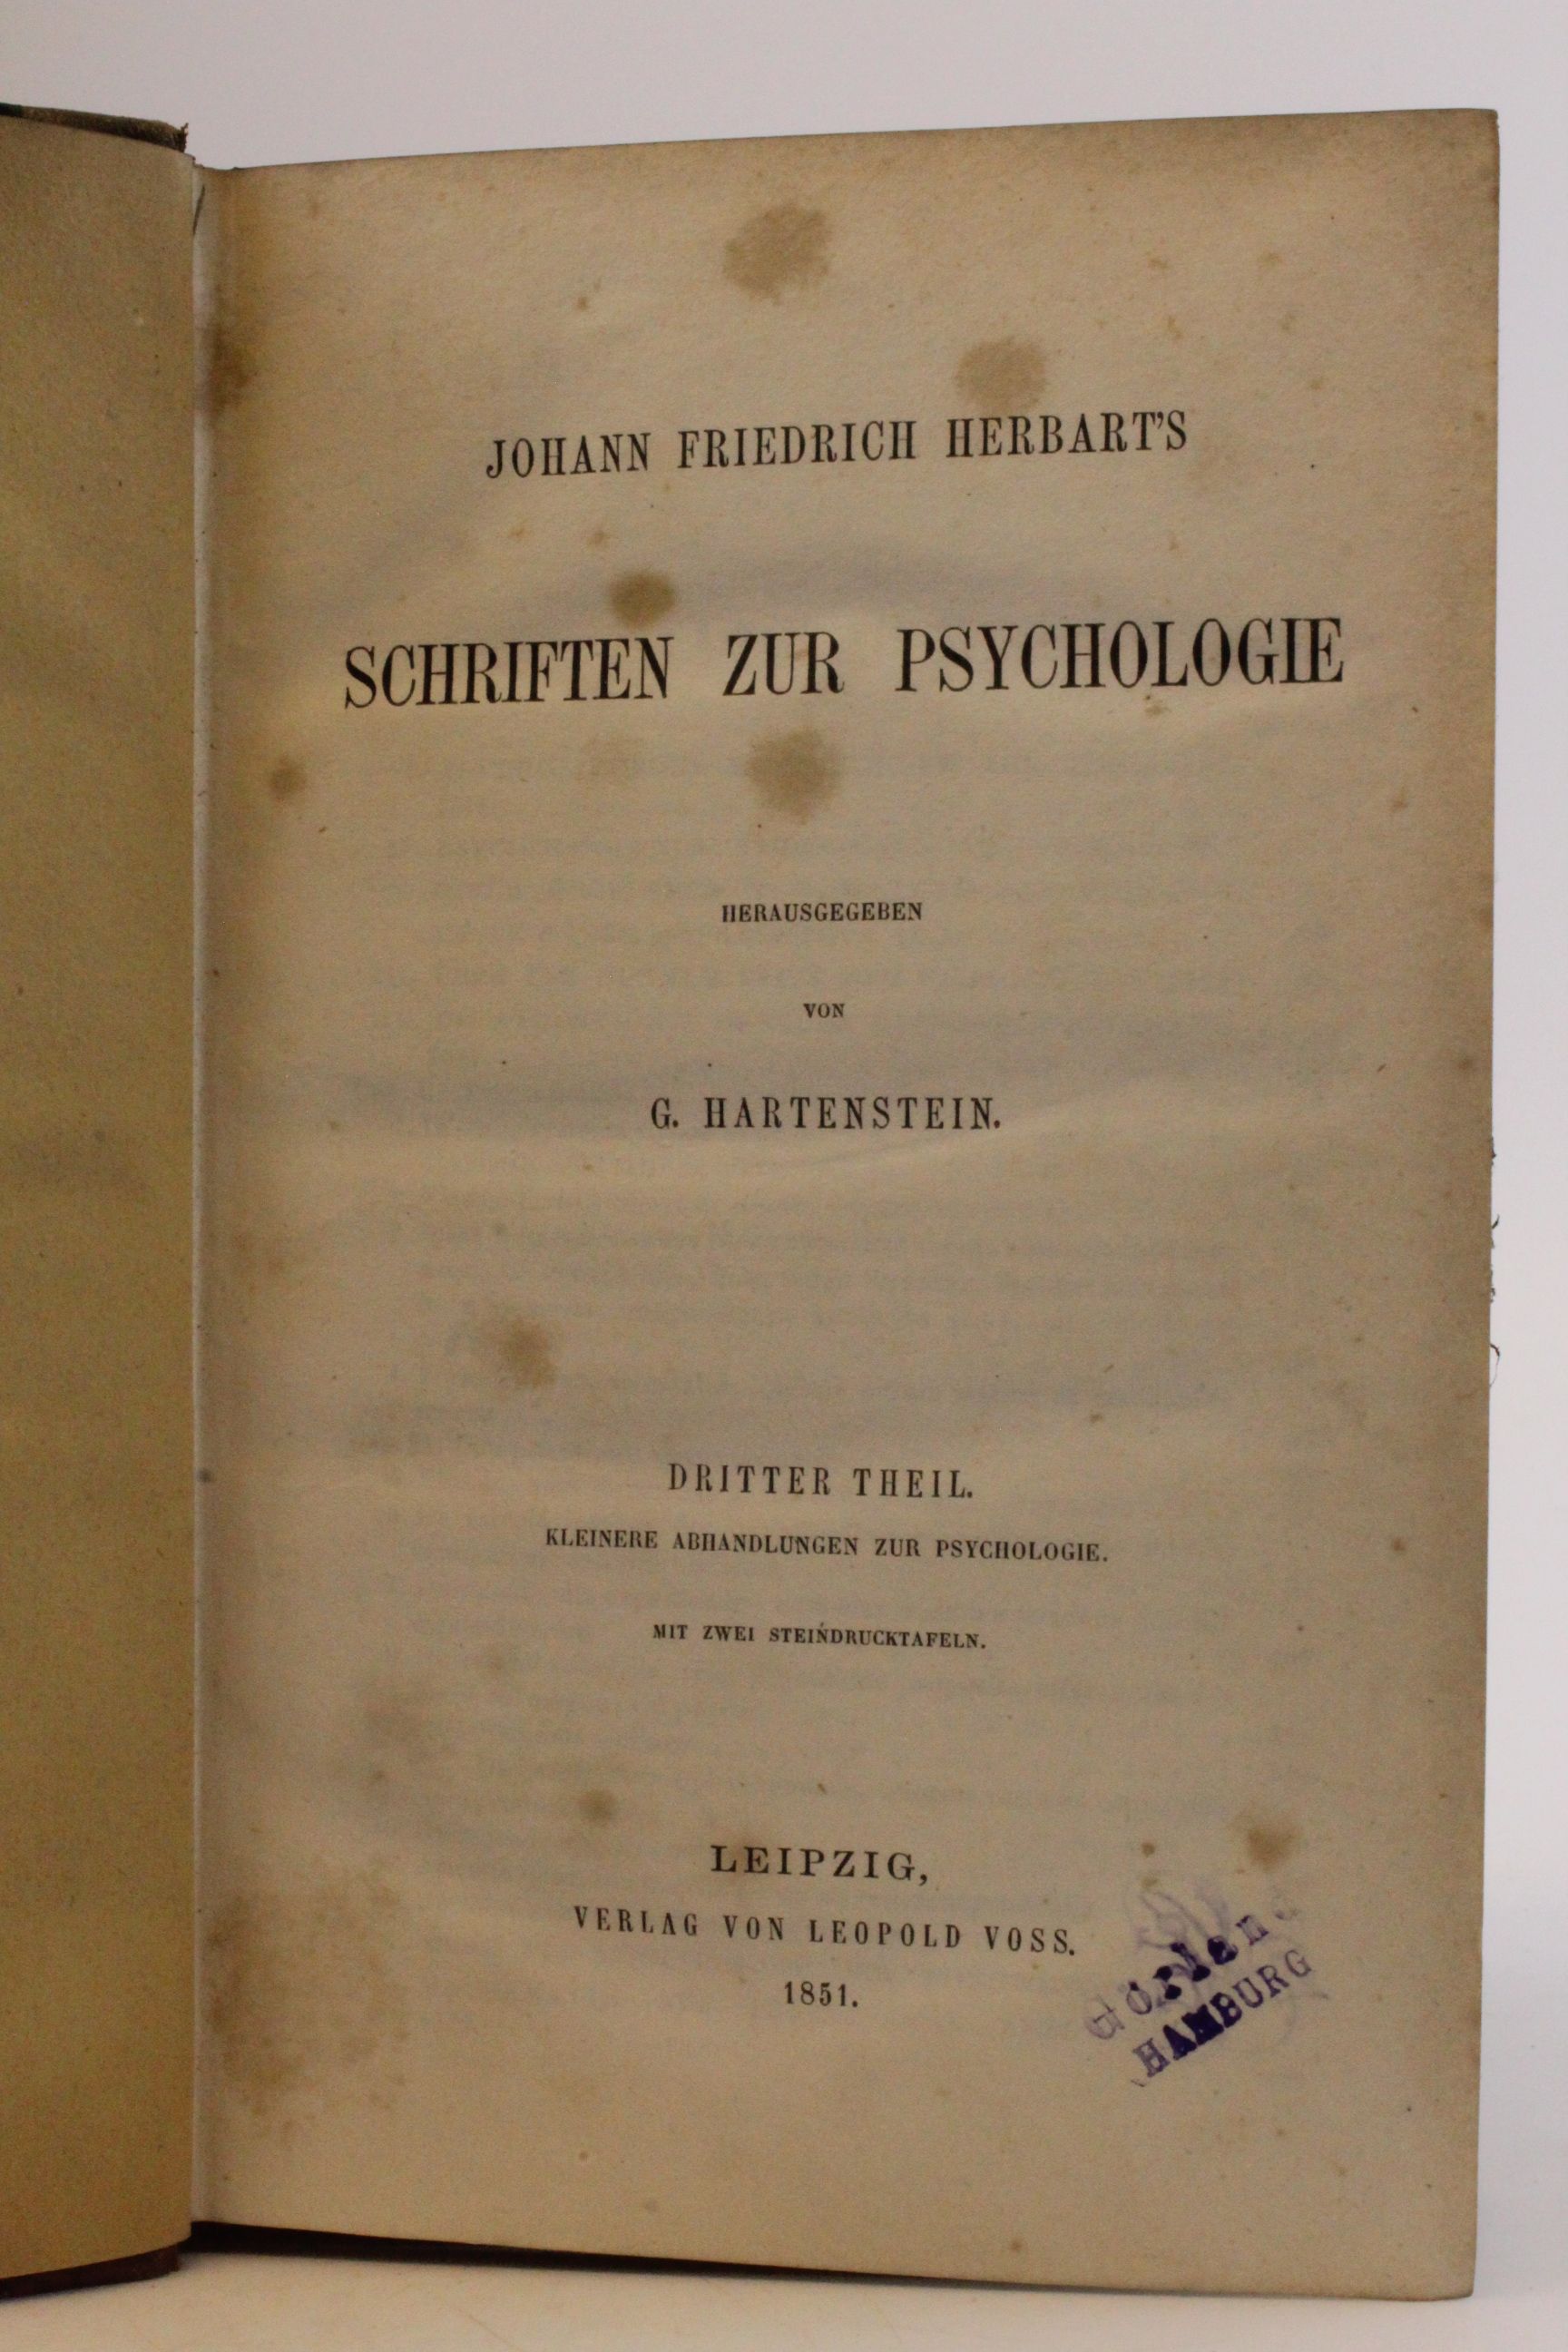 JOHANN FRIEDRICH HERBART'S
SCHRIFTEN ZUR PSYCHOLOGIE
HERAUSGEGEBEN
VON
G. HARTENSTEIN.
DRITTER THEIL.
KLEINERE ABHANDLUNGEN ZUR PSYCHOLOGIE.
MIT ZWEI STEINDRUCKTAFELN.
LEIPZIG,
VERLAG VON LEOPOLD VOSS.
1851.
HAMBURG